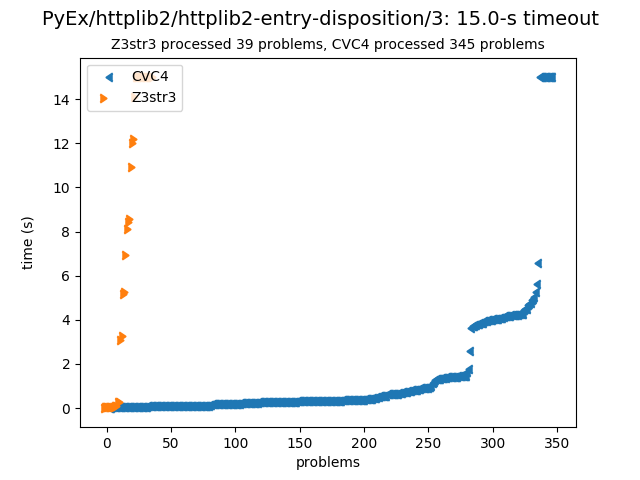 PyEx/httplib2/httplib2-entry-disposition/3: 15.0-s timeout
Z3str3 processed 39 problems, CVC4 processed 345 problems
CVC4
Z3str3
14
12
10
8
6
4
2
0
time (s)
0 50 100 150 200 250 300 350
problems